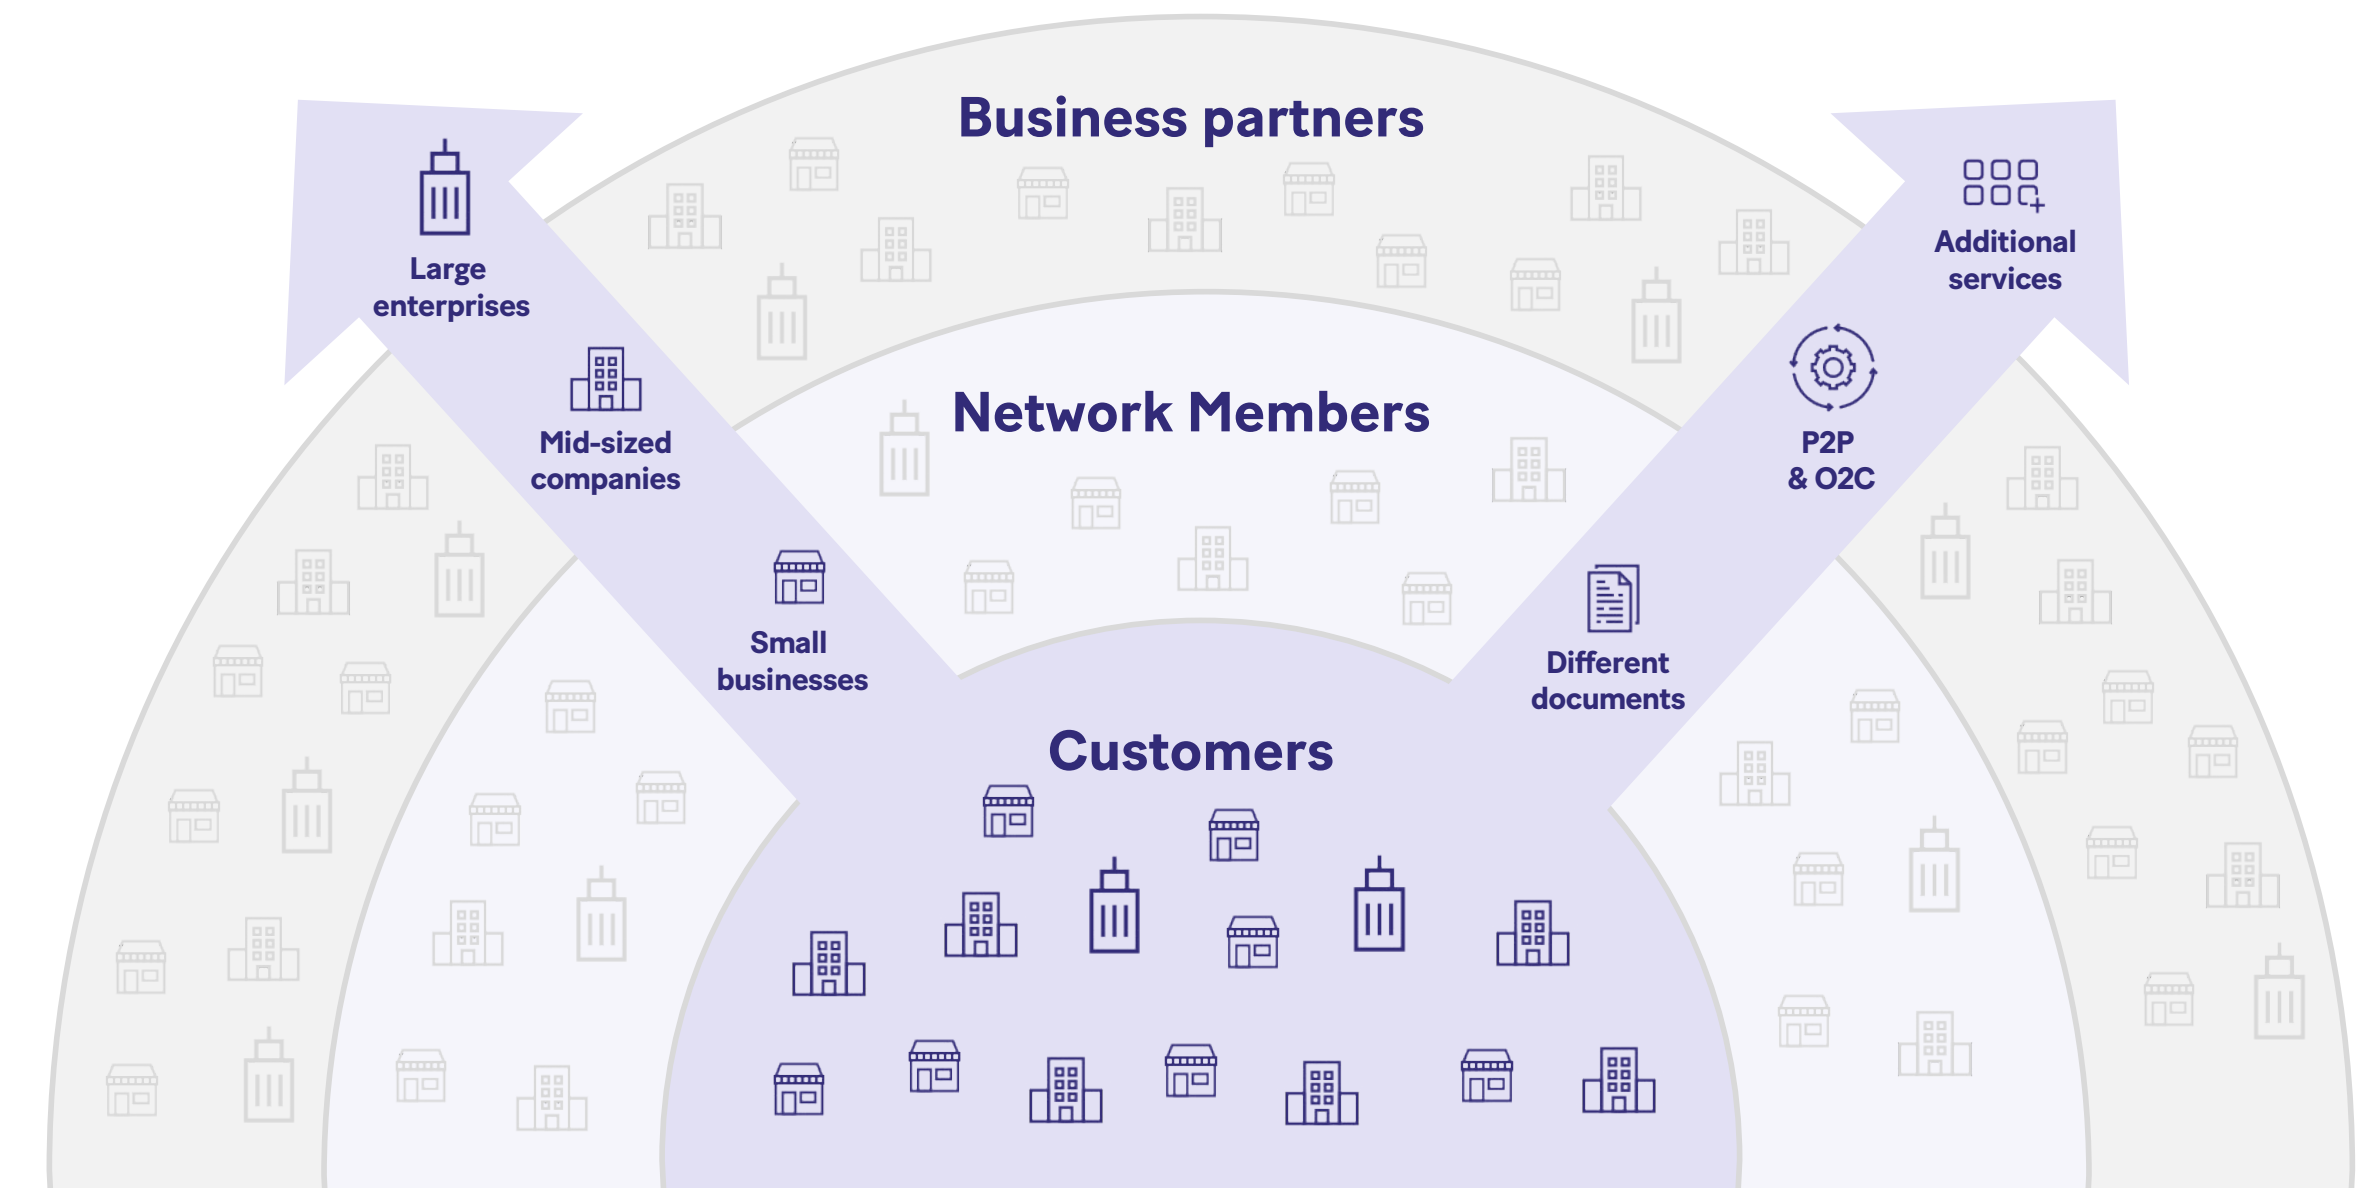 Business partners
Large
enterprises
Additional
services
Mid-sized
companies
Network Members
P2P
& O2C
Small
businesses
Different
documents
Customers